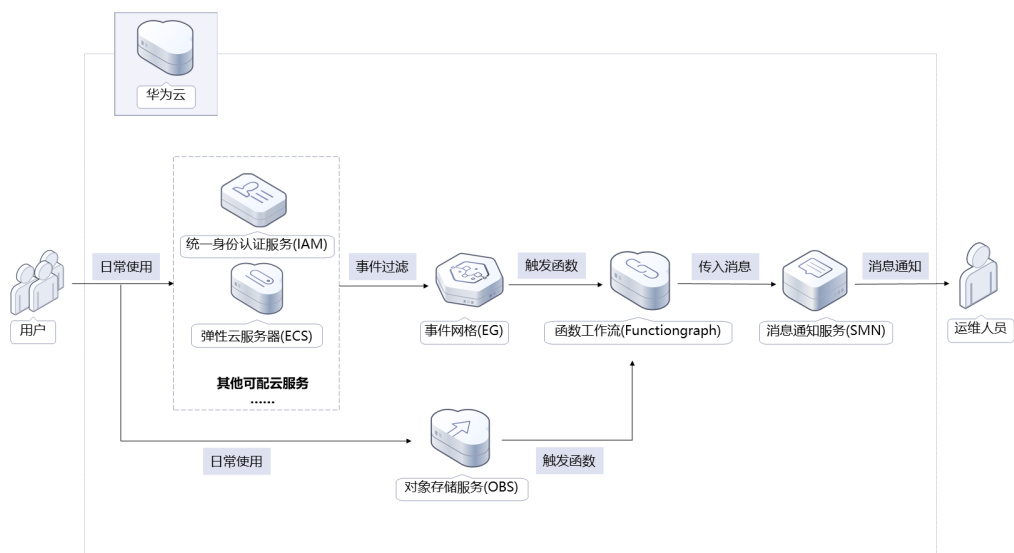 华为云
统一身份认证服务(IAM)
日常使用
事件过滤
触发函数
传入消息
消息通知
用户
弹性云服务器(ECS)
事件网格(EG)
函数工作流(Functiongraph)
消息通知服务(SMN)
运维人员
其他可配云服务
......
日常使用
触发函数
对象存储服务(OBS)